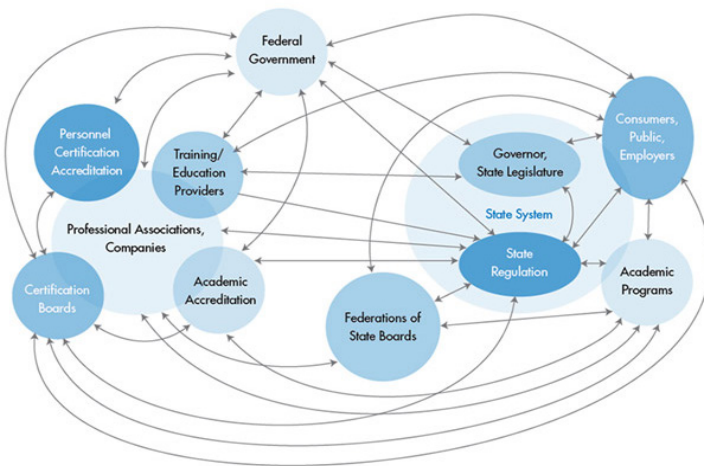 Federal
Government
Personnel
Certification
Accreditation
Training/
Education
Providers
Consumers,
Public,
Employers
Governor,
State Legislature
State System
Professional Associations,
Companies
State
Regulation
Academic
Accreditation
Academic
Programs
Certification
Boards
Federations of
State Boards